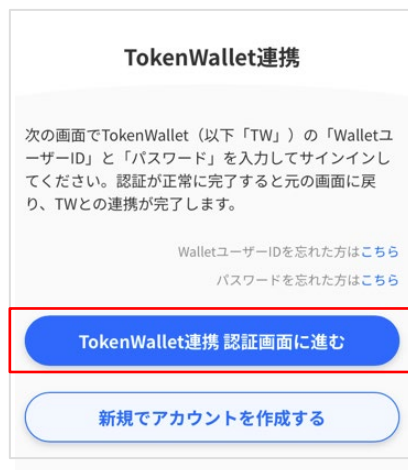 TokenWallet連携
次の画面でTokenWallet（以下「TW」）の「Walletユ
ーザーID」と「パスワード」を入力してサインインし
てください。認証が正常に完了すると元の画面に戻
り、TWとの連携が完了します。
WalletユーザーIDを忘れた方はこちら
パスワードを忘れた方はこちら
TokenWallet連携 認証画面に進む
新規でアカウントを作成する